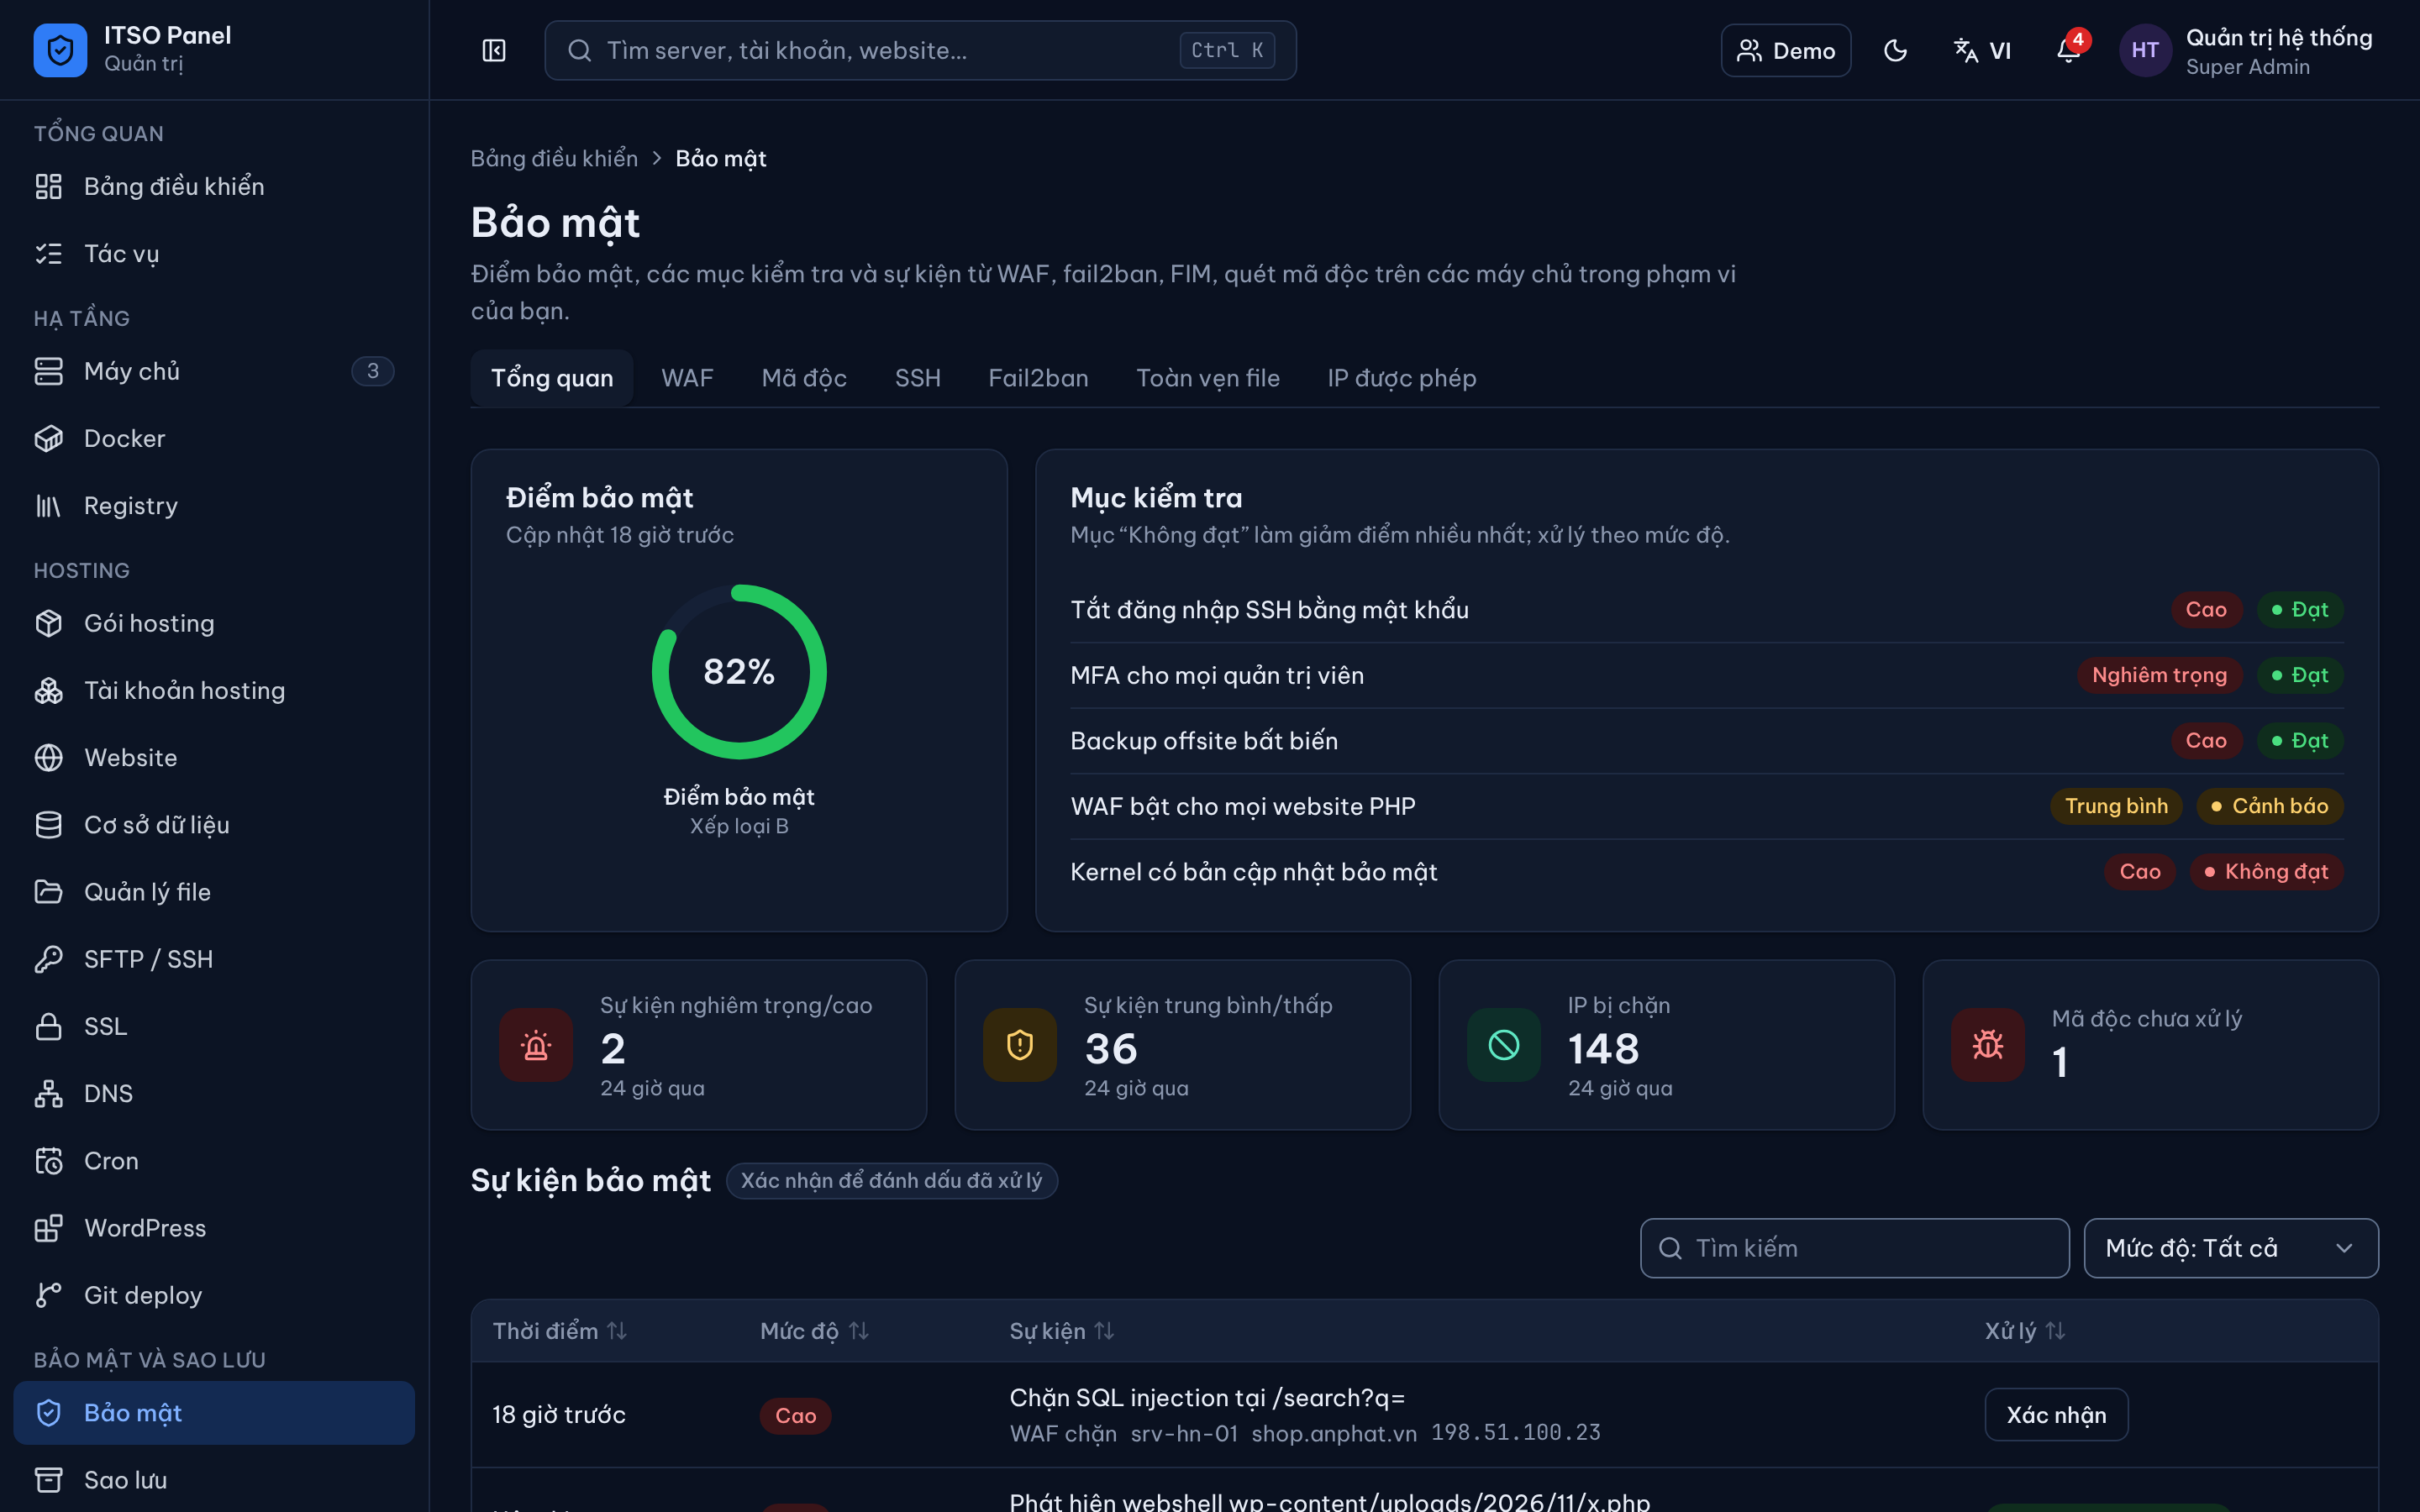 ITSO Panel
Quản trị
Tìm server, tài khoản, website...
Ctrl K
Demo
VI
4
HT
Quản trị hệ thống
Super Admin
TỔNG QUAN
Bảng điều khiển
Tác vụ
HẠ TẦNG
Máy chủ
3
Docker
Registry
HOSTING
Gói hosting
Tài khoản hosting
Website
Cơ sở dữ liệu
Quản lý file
SFTP / SSH
SSL
DNS
Cron
WordPress
Git deploy
BẢO MẬT VÀ SAO LƯU
Bảo mật
Sao lưu
Bảng điều khiển > Bảo mật
Bảo mật
Điểm bảo mật, các mục kiểm tra và sự kiện từ WAF, fail2ban, FIM, quét mã độc trên các máy chủ trong phạm vi
của bạn.
Tổng quan WAF Mã độc SSH Fail2ban Toàn vẹn file IP được phép
Điểm bảo mật
Cập nhật 18 giờ trước
82%
Điểm bảo mật
Xếp loại B
Mục kiểm tra
Mục “Không đạt” làm giảm điểm nhiều nhất; xử lý theo mức độ.
Tắt đăng nhập SSH bằng mật khẩu Cao Đạt
MFA cho mọi quản trị viên Nghiêm trọng Đạt
Backup offsite bất biến Cao Đạt
WAF bật cho mọi website PHP Trung bình Cảnh báo
Kernel có bản cập nhật bảo mật Cao Không đạt
Sự kiện nghiêm trọng/cao
2
24 giờ qua
Sự kiện trung bình/thấp
36
24 giờ qua
IP bị chặn
148
24 giờ qua
Mã độc chưa xử lý
1
Sự kiện bảo mật Xác nhận để đánh dấu đã xử lý
Tìm kiếm
Mức độ: Tất cả
Thời điểm Mức độ Sự kiện Xử lý
18 giờ trước Cao Chặn SQL injection tại /search?q= Xác nhận
WAF chặn srv-hn-01 shop.anphat.vn 198.51.100.23
Phát hiện webshell wp-content/uploads/2026/11/x.php